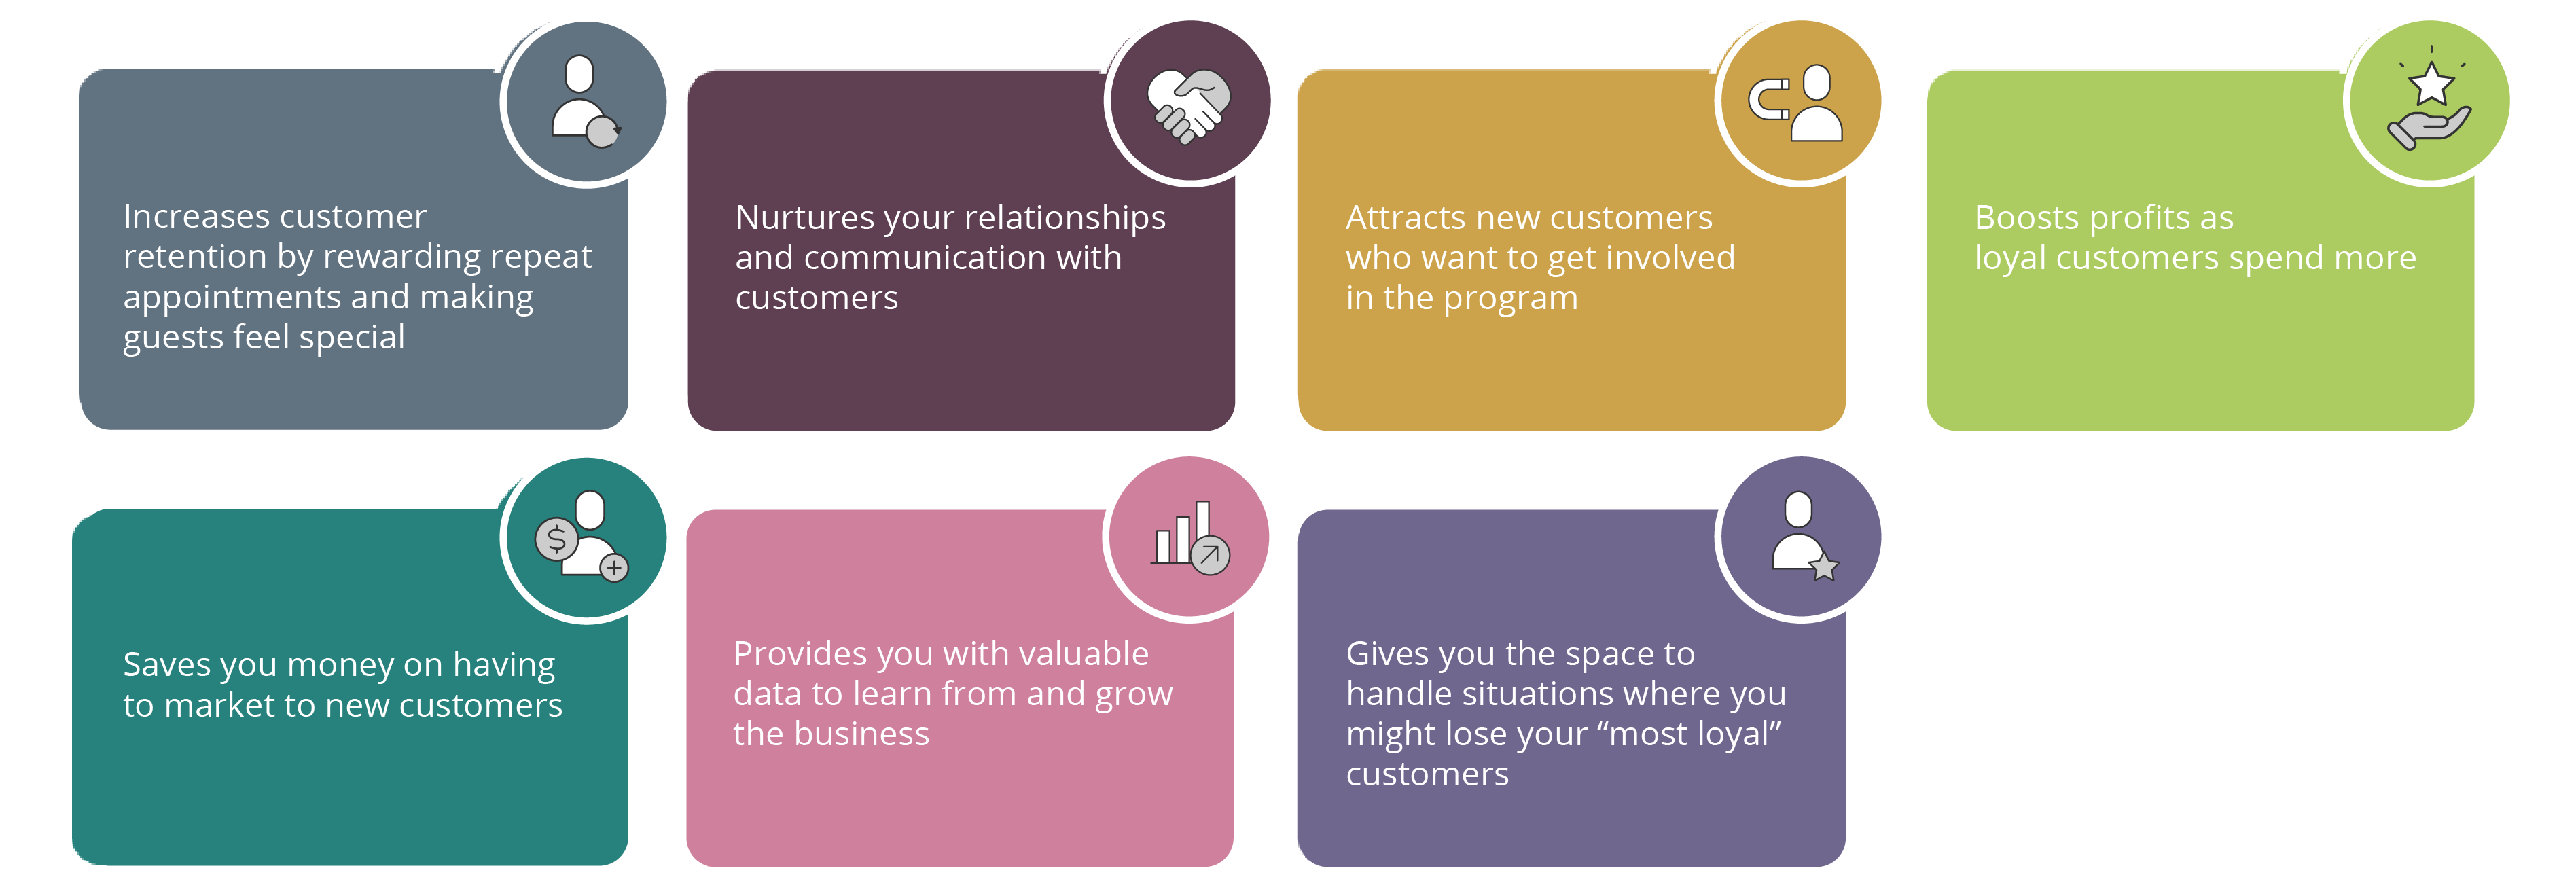 Increases customer
retention by rewarding repeat
appointments and making
guests feel special
Nurtures your relationships
and communication with
customers
Attracts new customers
who want to get involved
in the program
Boosts profits as
loyal customers spend more
$
Saves you money on having
to market to new customers
Provides you with valuable
data to learn from and grow
the business
Gives you the space to
handle situations where you
might lose your “most loyal”
customers